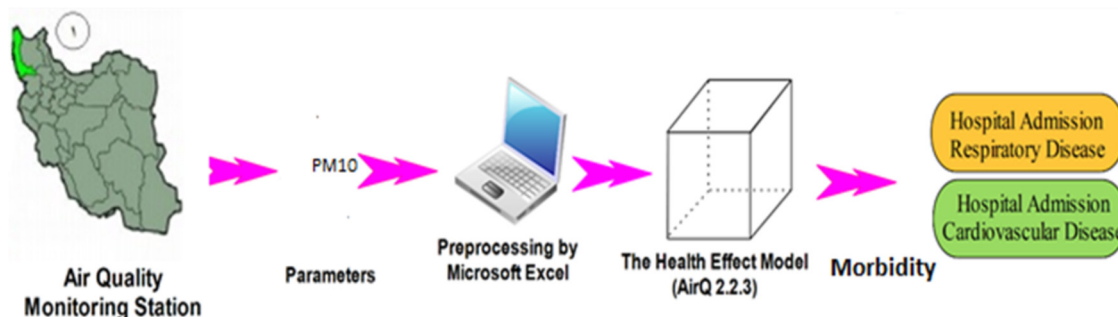 Air Quality
Monitoring Station
PM10
Parameters
Preprocessing by
Microsoft Excel
The Health Effect Model
(AirQ 2.2.3)
Morbidity
Hospital Admission
Respiratory Disease
Hospital Admission
Cardiovascular Disease